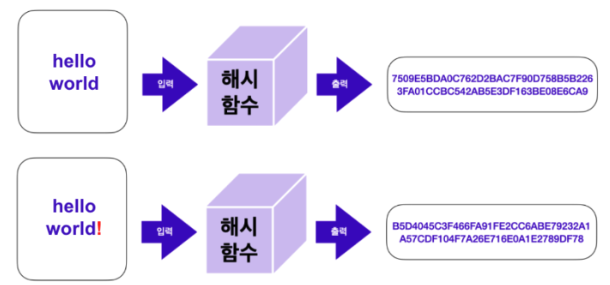 hello
world
입력
해시
함수
출력
7509E5BDA0C762D2BAC7F90D758B5B226
3FA01CCBC542AB5E3DF163BE08E6CA9
hello
world!
입력
해시
함수
출력
B5D4045C3F466FA91FE2CC6ABE79232A1
A57CDF104F7A26E716E0A1E2789DF78